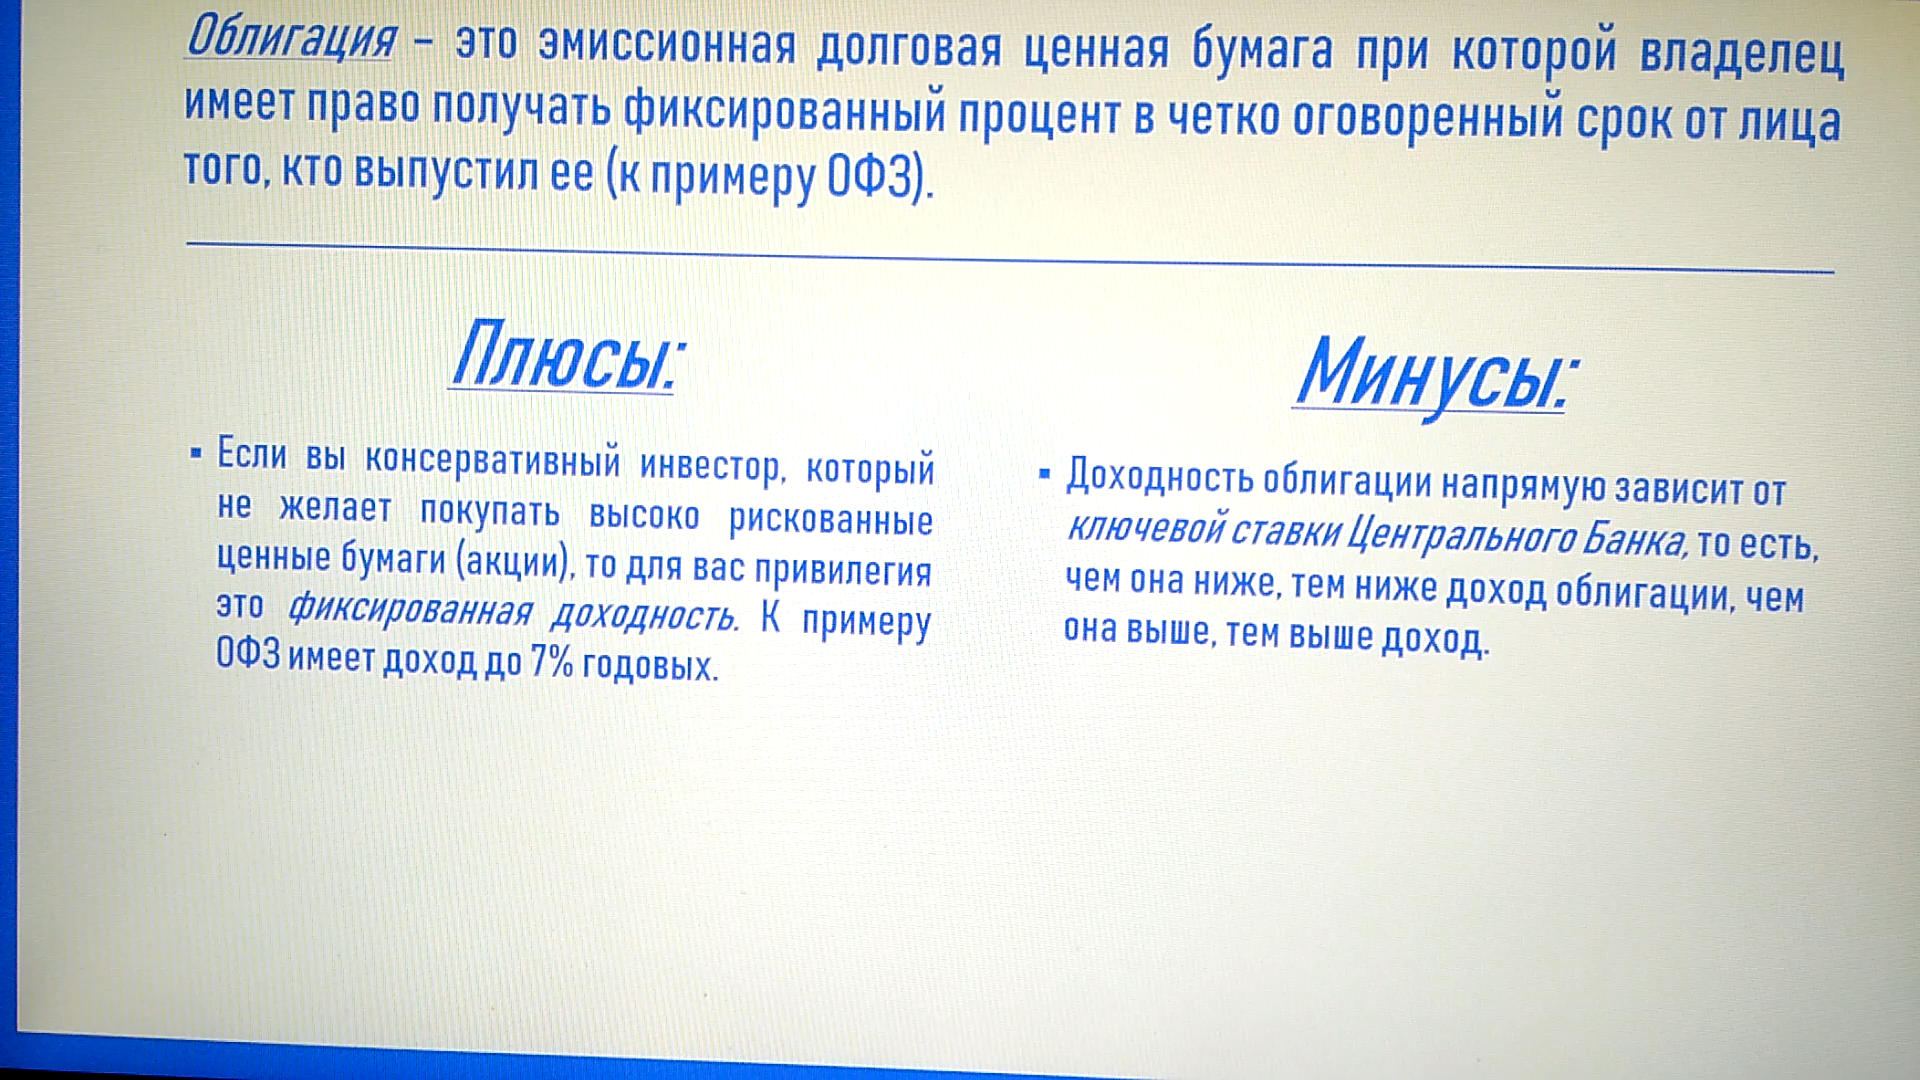 Облигация – это эмиссионная долговая ценная бумага при которой владелец
имеет право получать фиксированный процент в четко оговоренный срок от лица
того, кто выпустил ее (к примеру ОФЗ).
Плюсы:
▪ Если вы консервативный инвестор, который
не желает покупать высоко рискованные
ценные бумаги (акции), то для вас привилегия
это фиксированная доходность. К примеру
ОФЗ имеет доход до 7% годовых.
Минусы:
▪ Доходность облигации напрямую зависит от
ключевой ставки Центрального Банка, то есть,
чем она ниже, тем ниже доход облигации, чем
она выше, тем выше доход.